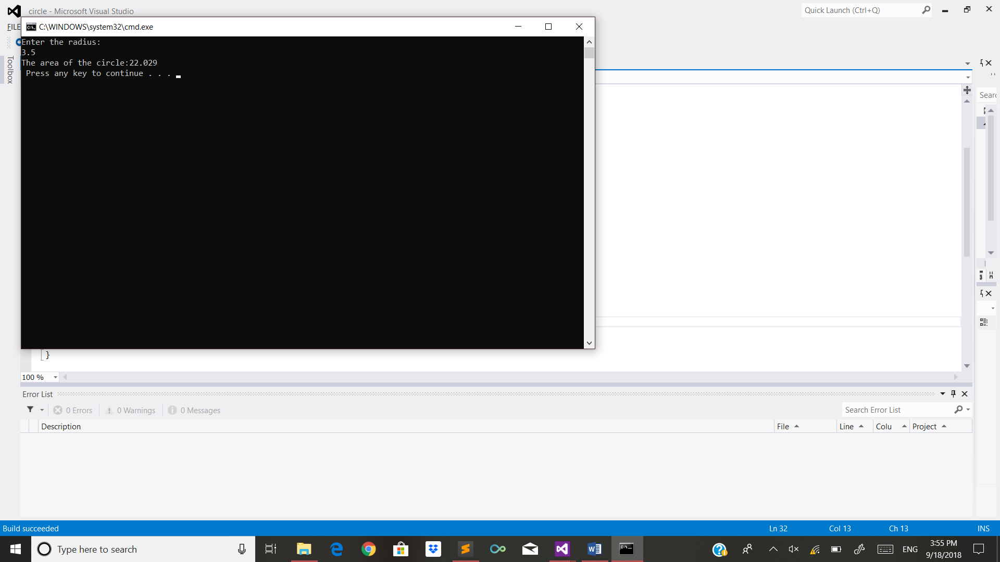 circle - Microsoft Visual Studio
Quick Launch (Ctrl+Q)
FILE
C:\WINDOWS\system32\cmd.exe
Enter the radius:
3.5
The area of the circle:22.029
Press any key to continue . . .
Toolbox
Sear
}
100 %
Error List
0 Errors
0 Warnings
0 Messages
Search Error List
Description
File
Line
Colu
Project
Build succeeded
Ln 32
Col 13
Ch 13
INS
Type here to search
ENG
3:55 PM
9/18/2018